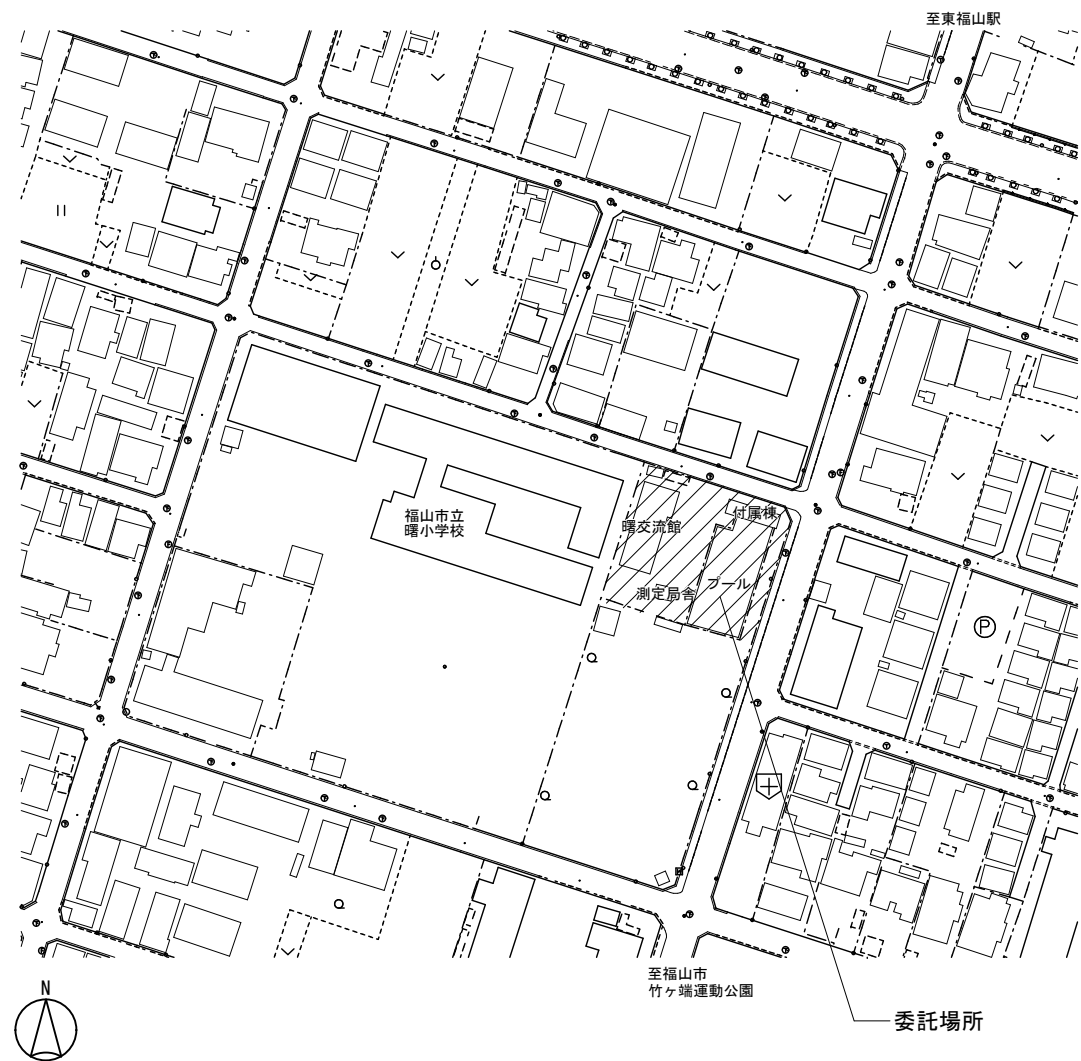 至東福山駅
福山市立
曙小学校
曙交流館
付属棟
測定局舎
プール
P
至福山市
竹ヶ端運動公園
N
委託場所